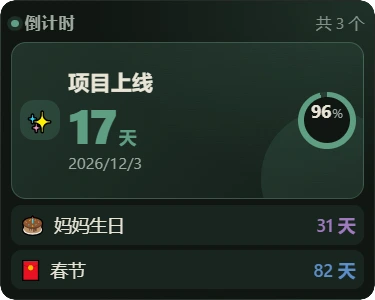 倒计时
共 3 个
项目上线
17 天
2026/12/3
96%
妈妈生日
31 天
春节
82 天